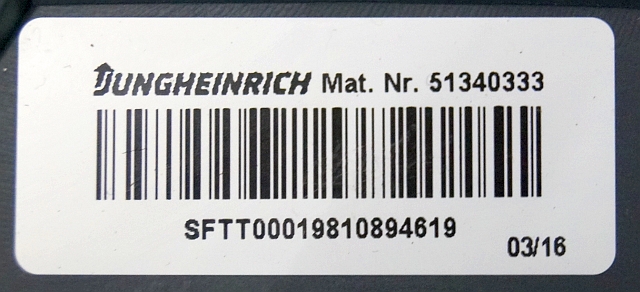 JUNGHEINRICH Mat. Nr. 51340333
SFTT00019810894619
03/16